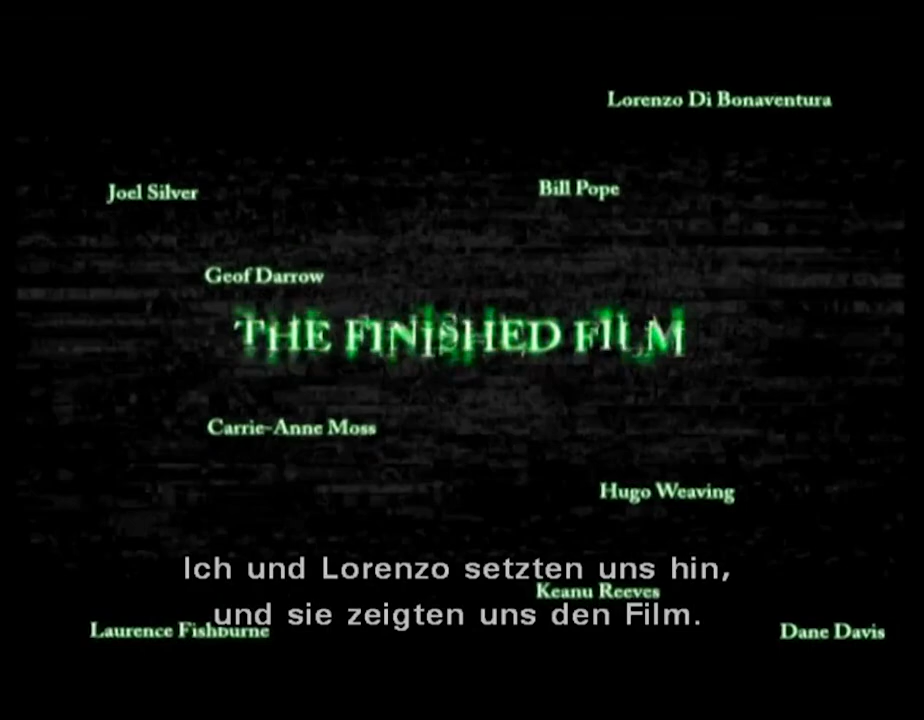 Lorenzo Di Bonaventura
Joel Silver
Bill Pope
Geof Darrow
THE FINISHED FILM
Carrie-Anne Moss
Hugo Weaving
Ich und Lorenzo setzten uns hin,
Keanu Reeves
und sie zeigten uns den Film.
Laurence Fishburne
Dane Davis